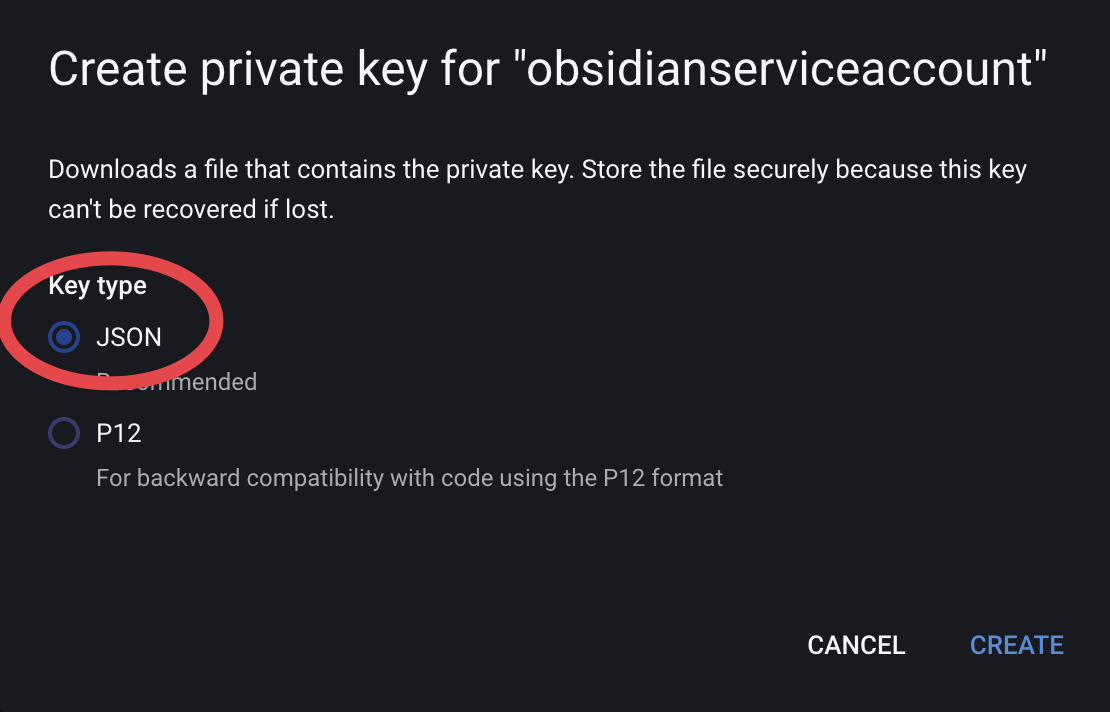 Create private key for "obsidianserviceaccount"
Downloads a file that contains the private key. Store the file securely because this key
can't be recovered if lost.
Key type
JSON
Recommended
P12
For backward compatibility with code using the P12 format
CANCEL
CREATE